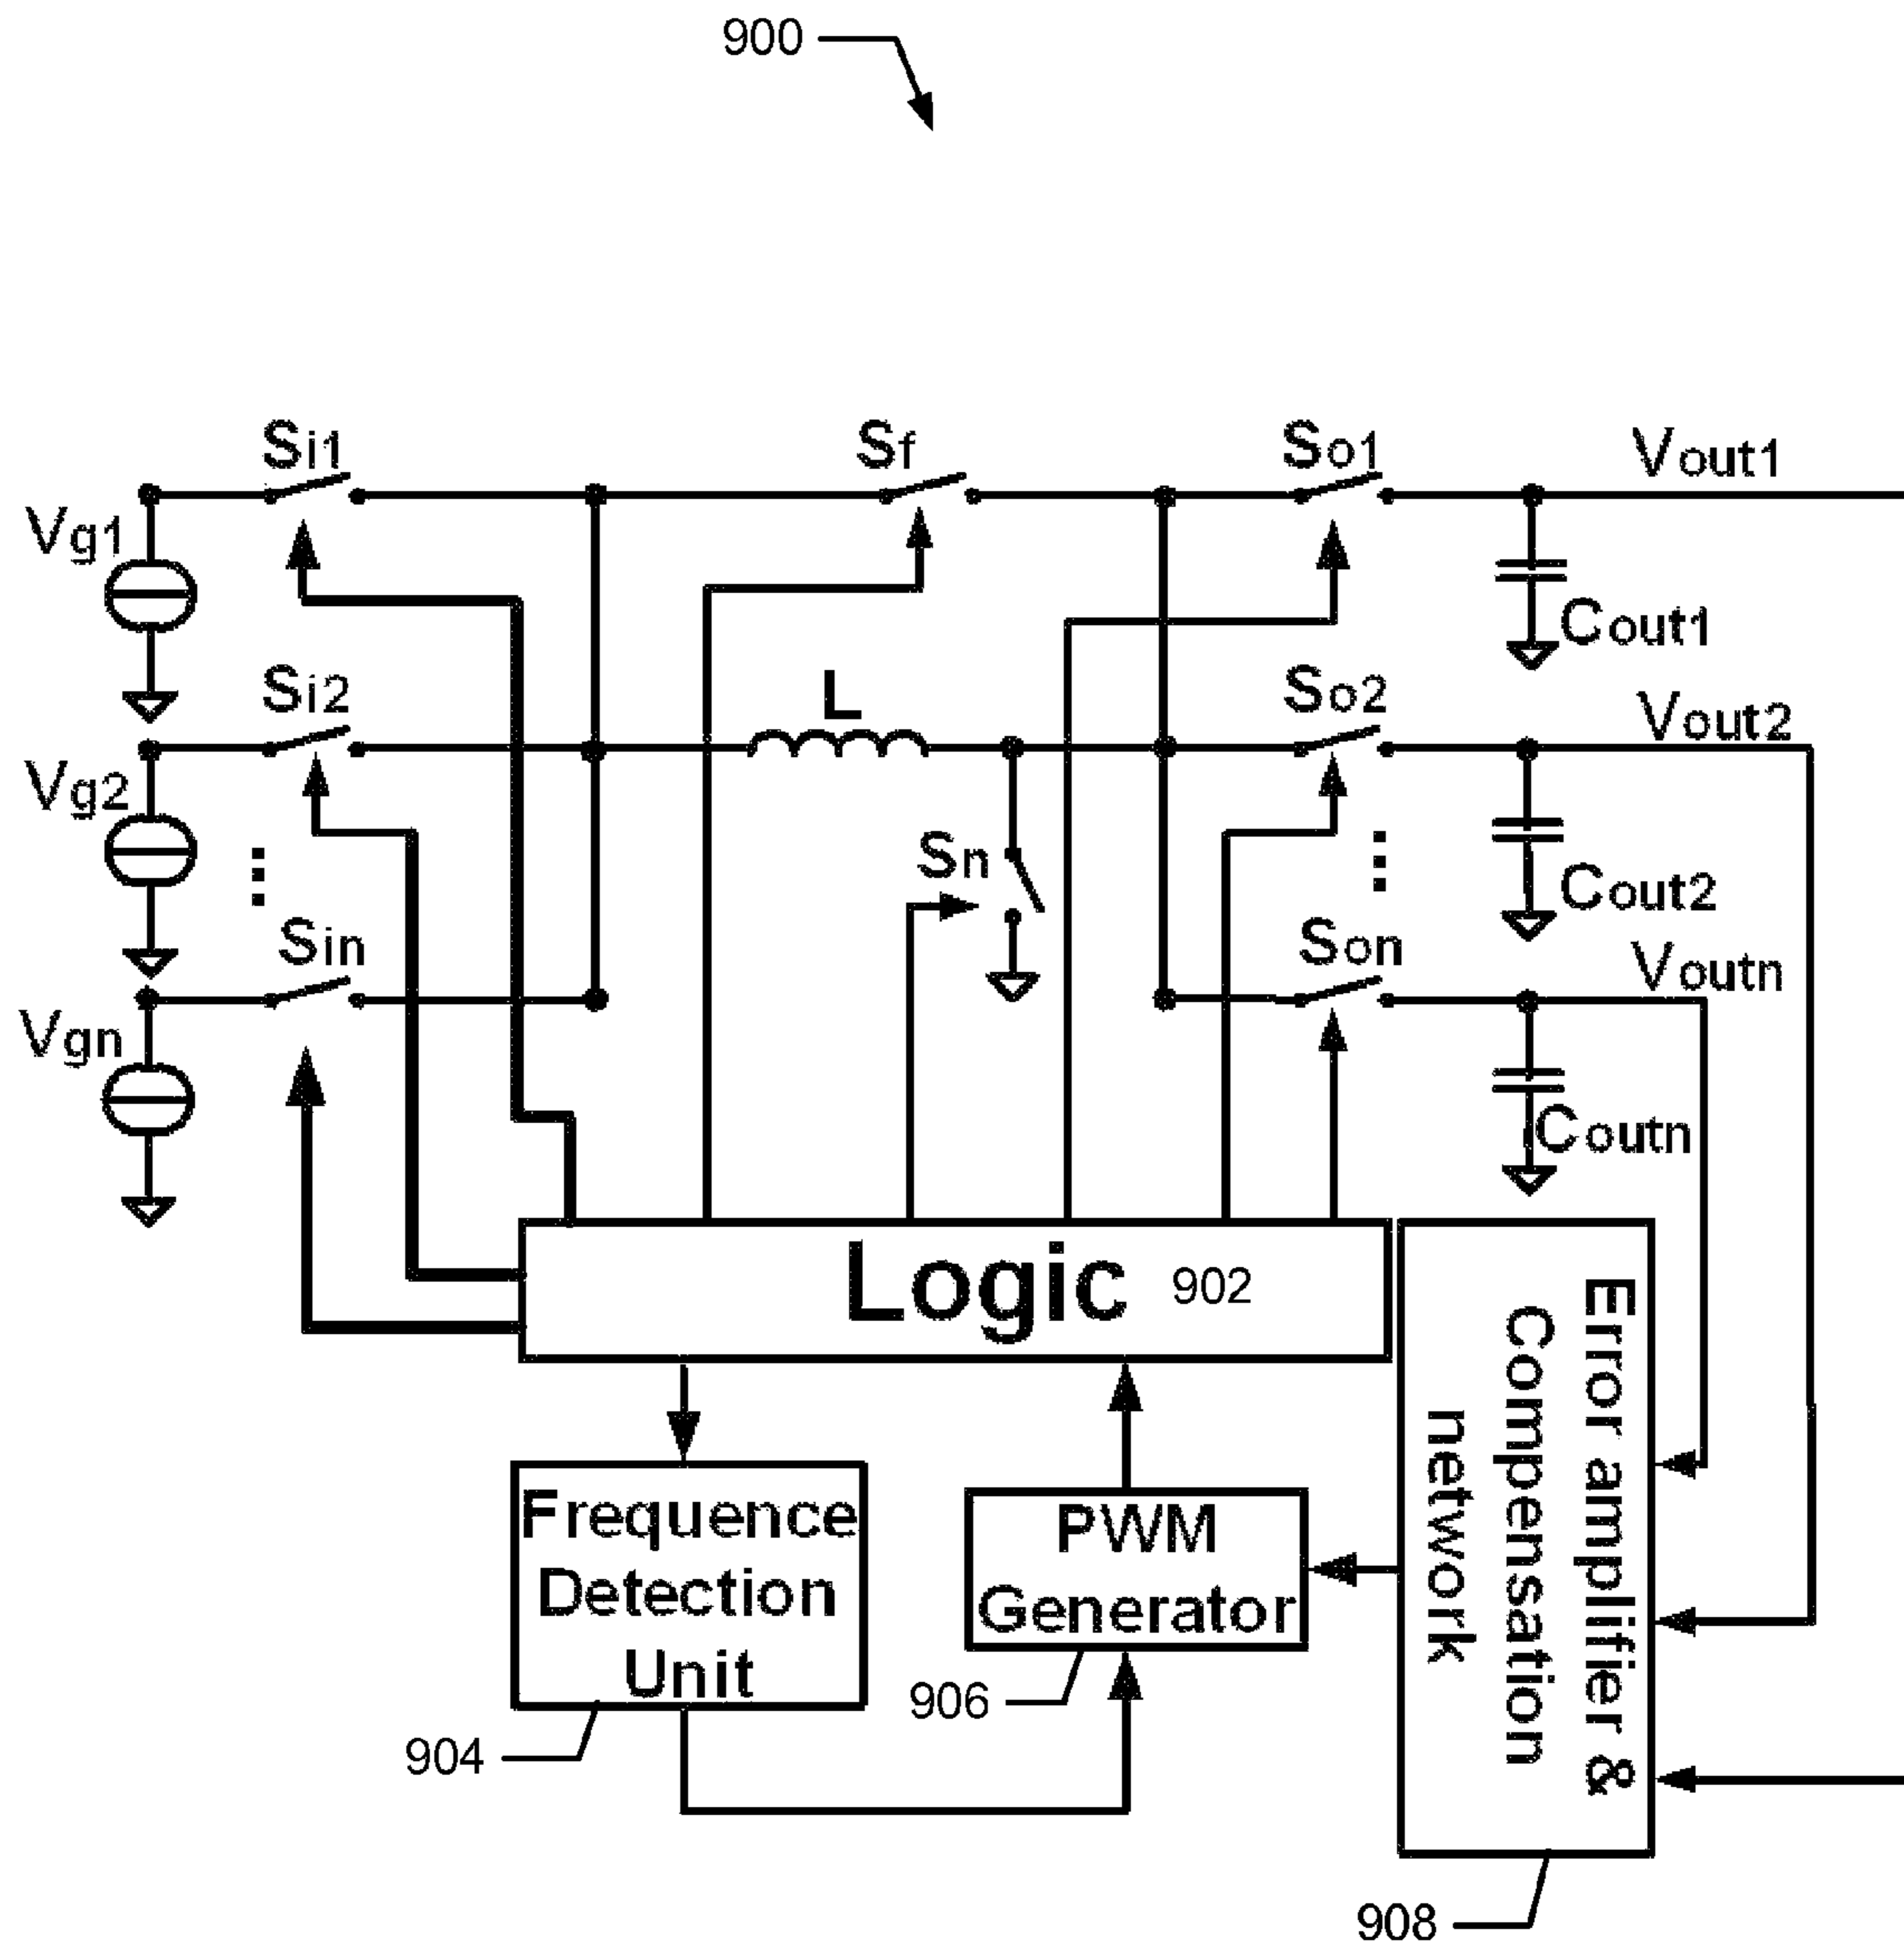 900
Si1
Sf
So1
Vout1
Vg1
Cout1
Si2
L
So2
Vout2
Vg2
Sn
Cout2
Sin
Son
Voutn
Vgn
Coutn
Logic 902
Error amplifier &
Compensation
network
Frequence
Detection
Unit
PWM
Generator
906
904
908